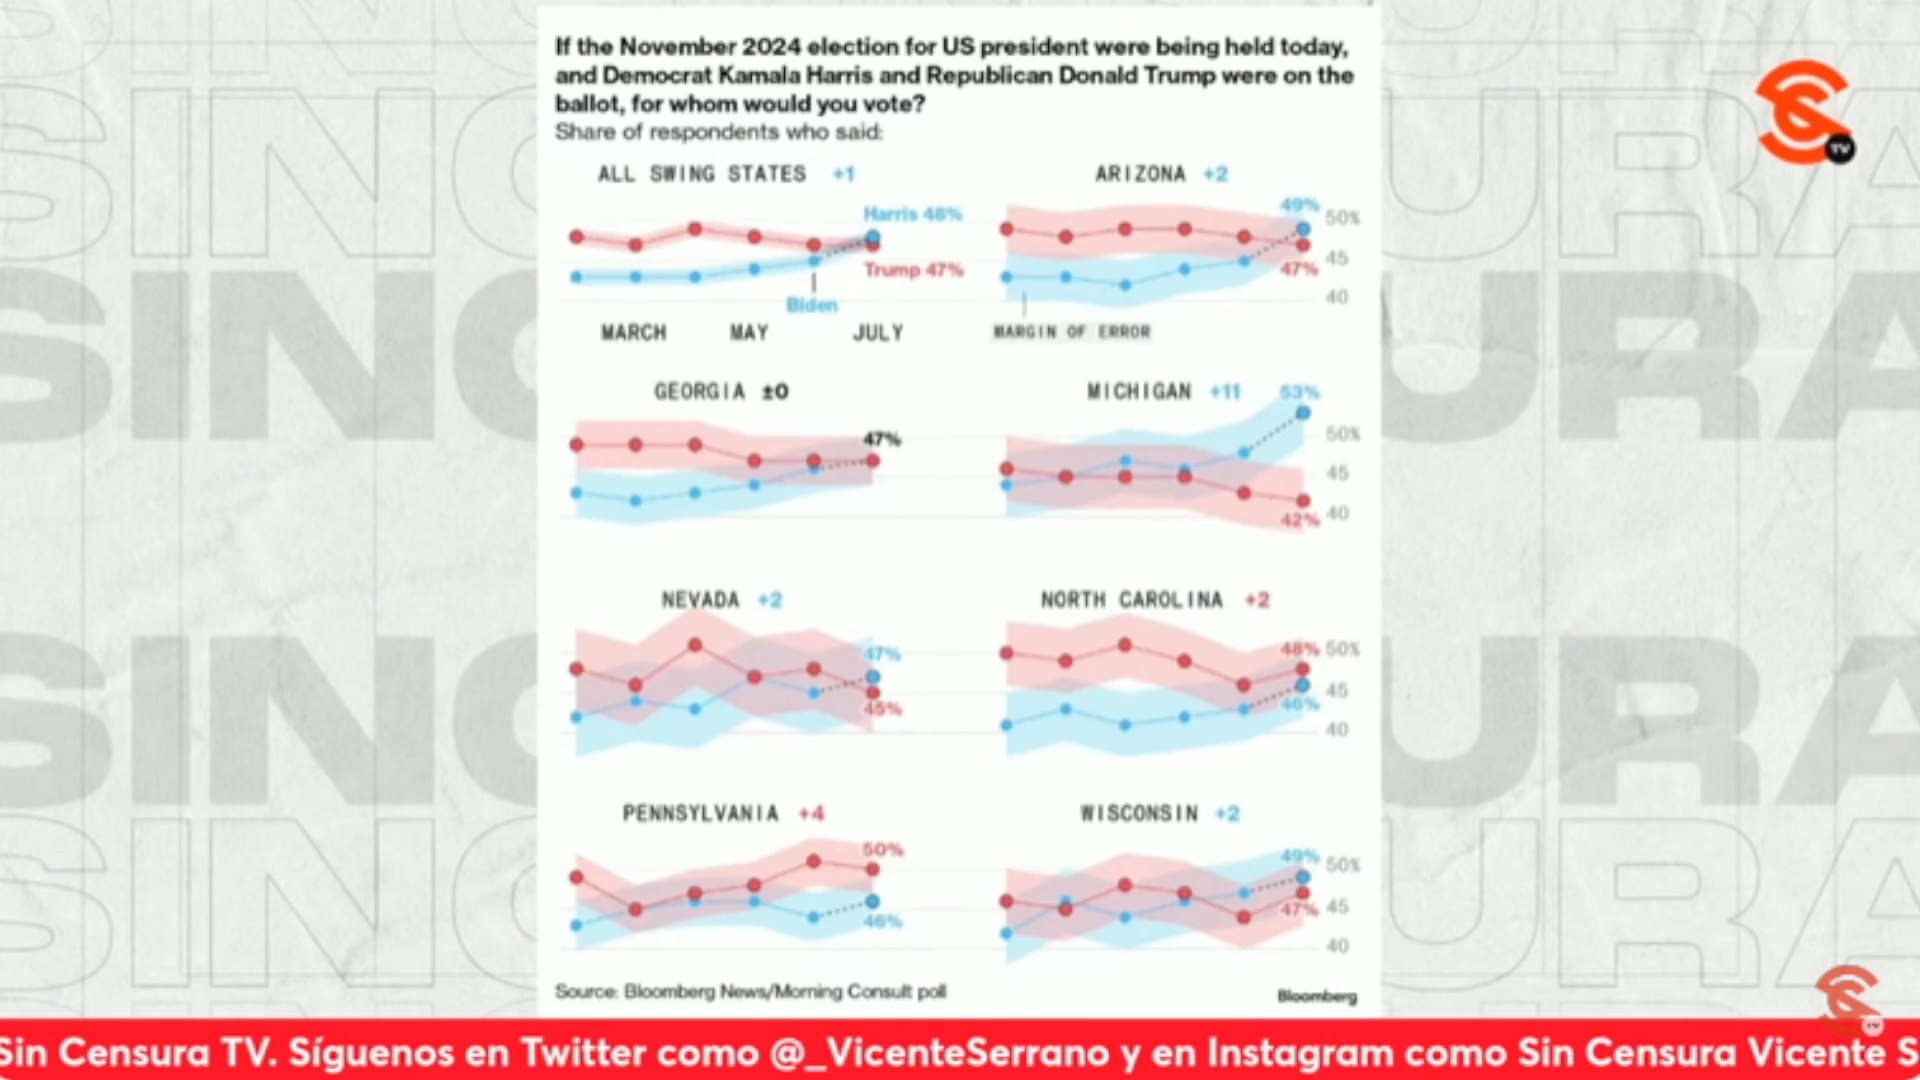 If the November 2024 election for US president were being held today,
and Democrat Kamala Harris and Republican Donald Trump were on the
ballot, for whom would you vote?
Share of respondents who said:
ALL SWING STATES +1
Harris 48%
Trump 47%
Biden
MARCH MAY JULY
ARIZONA +2
49%
50%
45
47%
40
MARGIN OF ERROR
GEORGIA ±0
47%
MICHIGAN +11
53%
50%
45
40
42%
NEVADA +2
47%
45%
NORTH CAROLINA +2
48% 50%
45
46%
40
PENNSYLVANIA +4
50%
46%
WISCONSIN +2
49%
50%
47% 45
40
Source: Bloomberg News/Morning Consult poll
Bloomberg
TV
TV
Sin Censura TV. Síguenos en Twitter como @_VicenteSerrano y en Instagram como Sin Censura Vicente S
SINCENSURA